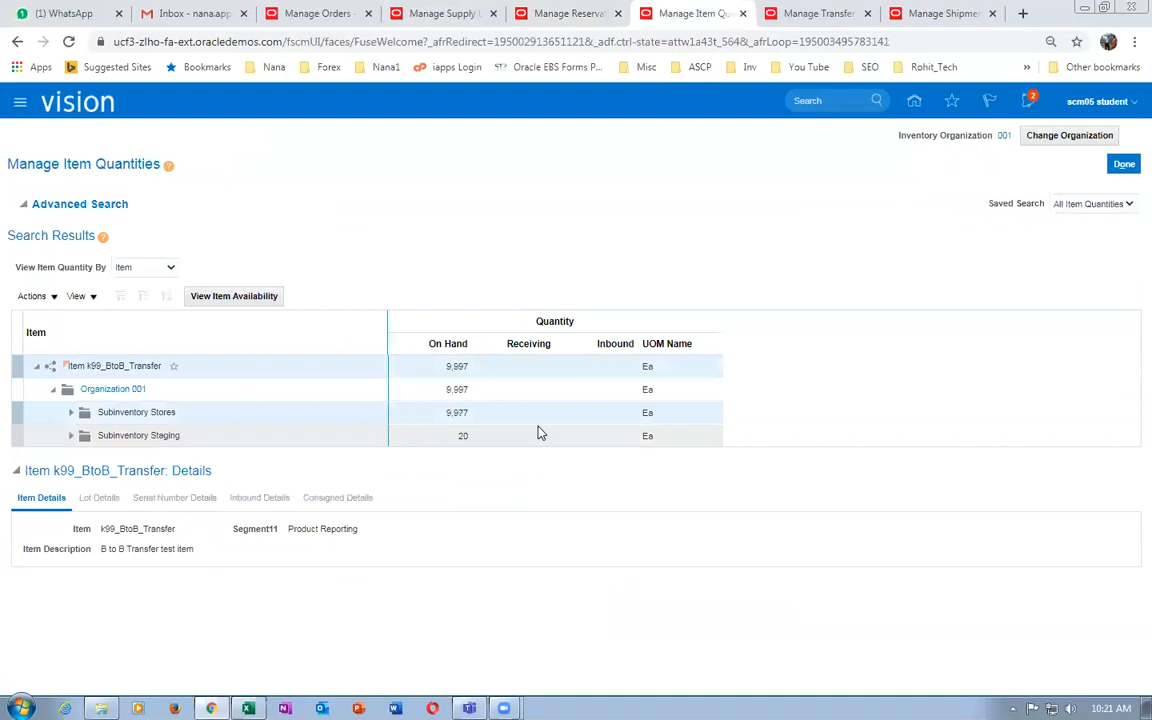 (1) WhatsApp
Inbox - nana.app
Manage Orders -
Manage Supply L
Manage Reservat
Manage Item Qu
Manage Transfer
Manage Shipme
ucf3-zlho-fa-ext.oracledemos.com/fscmUI/faces/FuseWelcome?_afrRedirect=195002913651121&_adf.ctrl-state=attw1a43t_564&_afrLoop=195003495783141
Apps Suggested Sites Bookmarks Nana Forex Nana1 iapps Login Oracle EBS Forms P... Misc ASCP Inv You Tube SEO Rohit_Tech » Other bookmarks
vision Search 2 scm05 student
Inventory Organization 001 Change Organization
Manage Item Quantities
Done
Advanced Search
Saved Search All Item Quantities
Search Results
View Item Quantity By Item
Actions View View Item Availability
Quantity
Item
On Hand Receiving Inbound UOM Name
Item k99_BtoB_Transfer 9,997 Ea
Organization 001 9,997 Ea
Subinventory Stores 9,977 Ea
Subinventory Staging 20 Ea
Item k99_BtoB_Transfer: Details
Item Details Lot Details Serial Number Details Inbound Details Consigned Details
Item k99_BtoB_Transfer Segment11 Product Reporting
Item Description B to B Transfer test item
10:21 AM